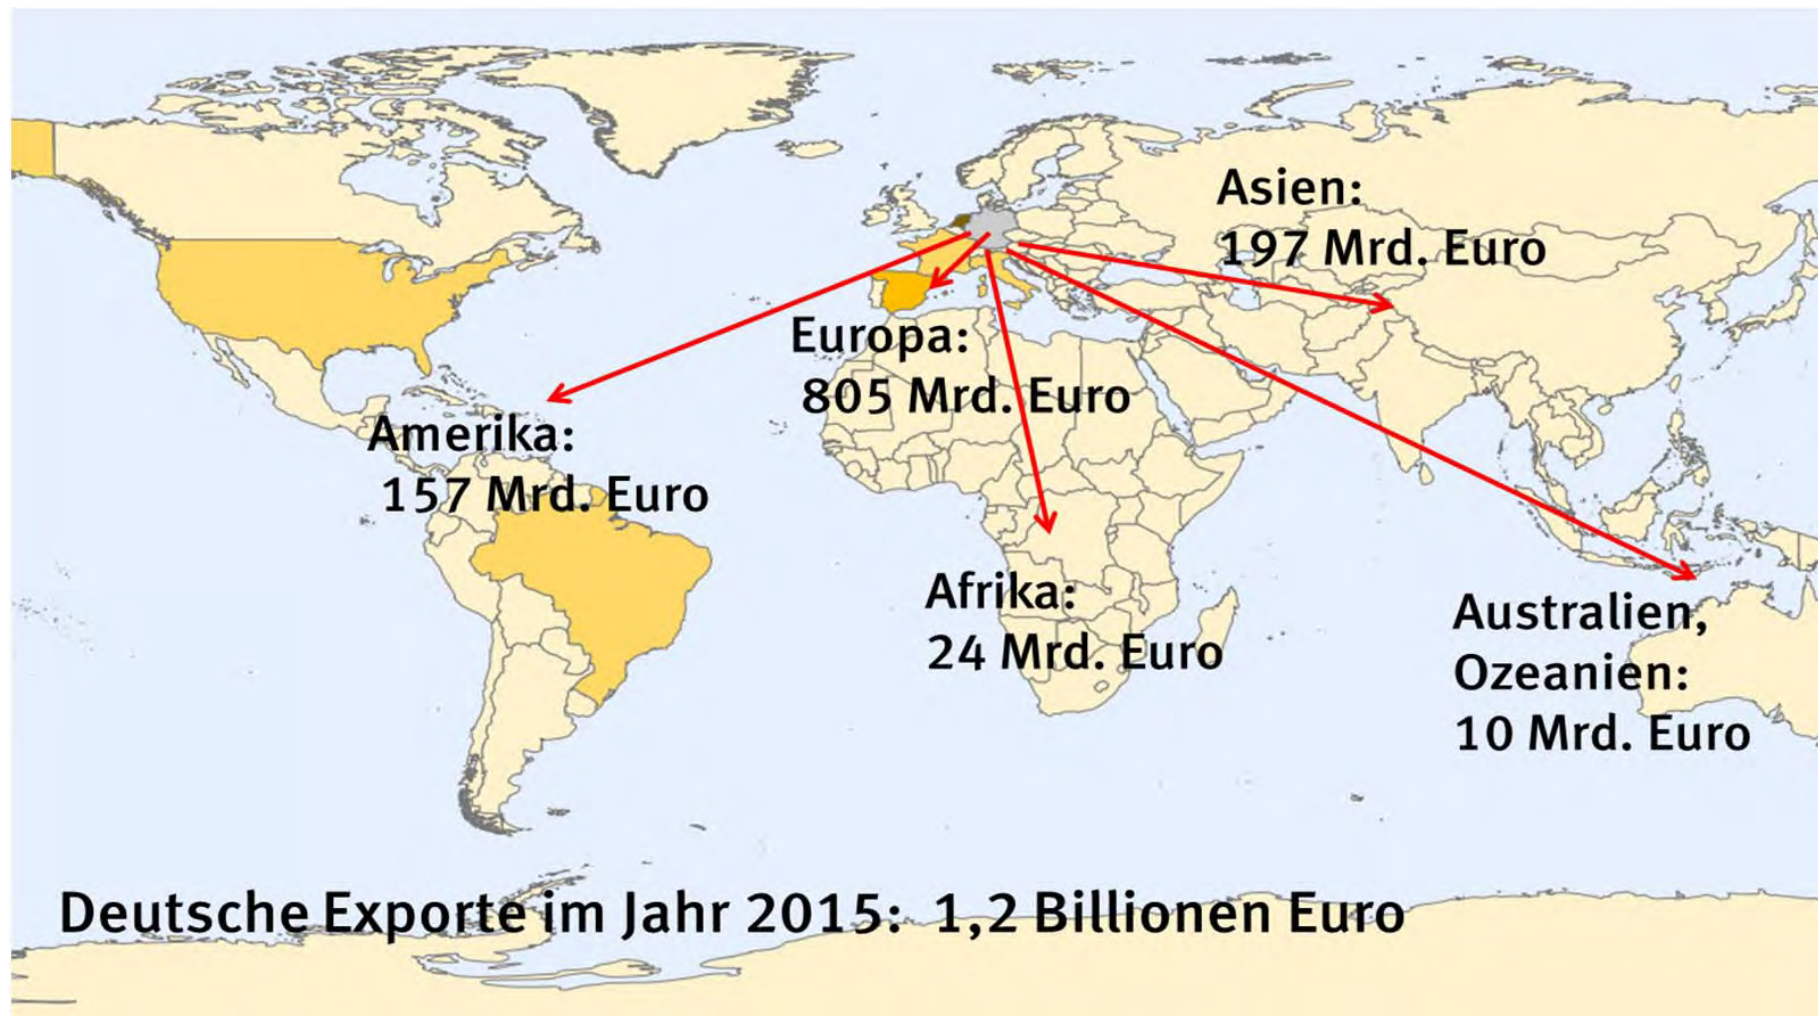 Asien:
197 Mrd. Euro
Europa:
805 Mrd. Euro
Amerika:
157 Mrd. Euro
Afrika:
24 Mrd. Euro
Australien,
Ozeanien:
10 Mrd. Euro
Deutsche Exporte im Jahr 2015: 1,2 Billionen Euro